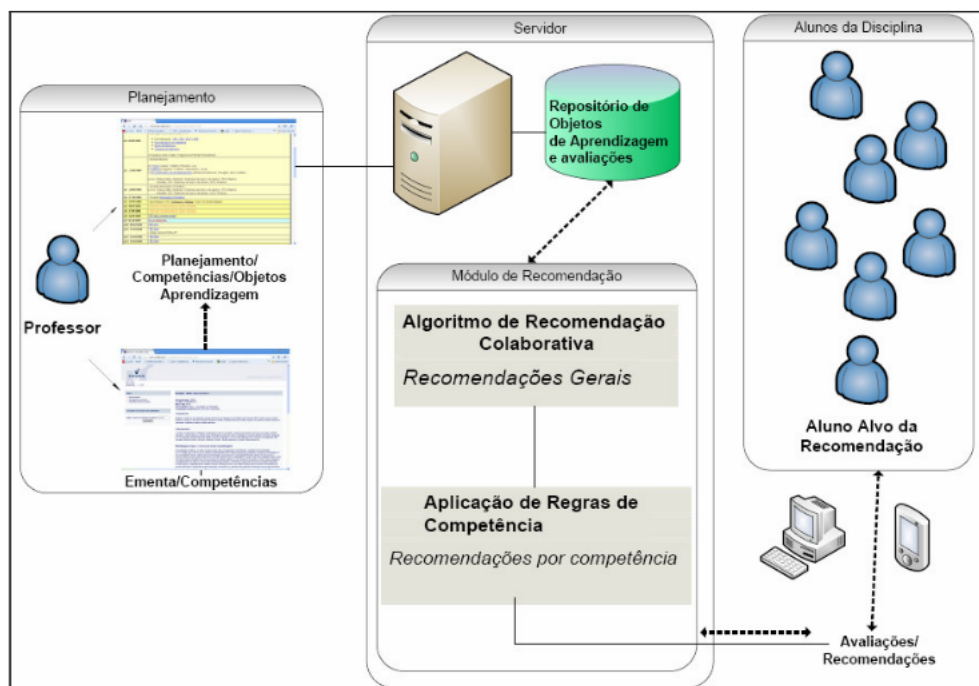 Planejamento
Planejamento/
Competências/Objetos
Aprendizagem
Professor
Ementa/Competências
Servidor
Repositório de
Objetos
de Aprendizagem
e avaliações
Módulo de Recomendação
Algoritmo de Recomendação
Colaborativa
Recomendações Gerais
Aplicação de Regras de
Competência
Recomendações por competência
Alunos da Disciplina
Aluno Alvo da
Recomendação
Avaliações/
Recomendações